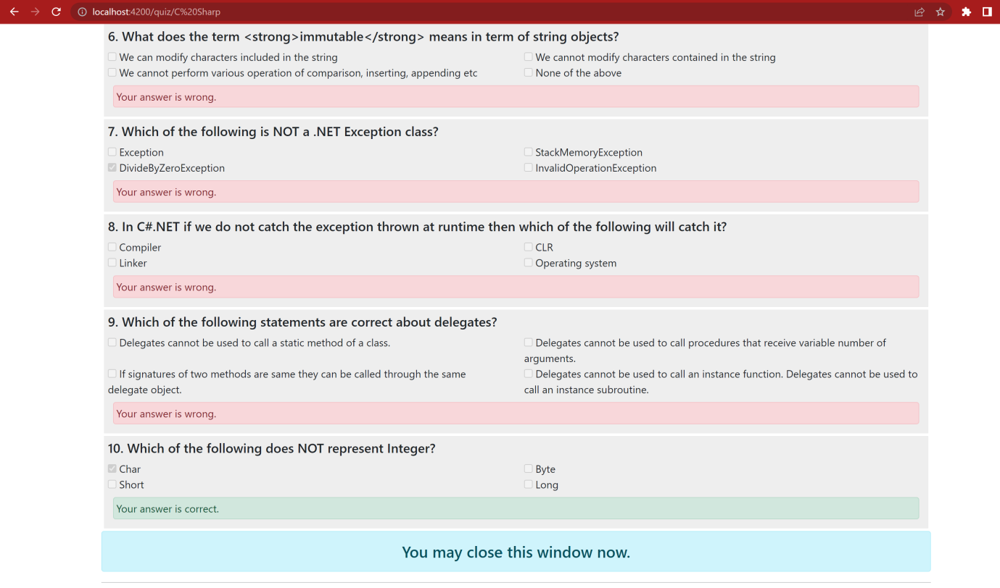 localhost:4200/quiz/C%20Sharp
6. What does the term <strong>immutable</strong> means in term of string objects?
We can modify characters included in the string
We cannot modify characters contained in the string
We cannot perform various operation of comparison, inserting, appending etc
None of the above
Your answer is wrong.
7. Which of the following is NOT a .NET Exception class?
Exception
StackMemoryException
DivideByZeroException
InvalidOperationException
Your answer is wrong.
8. In C#.NET if we do not catch the exception thrown at runtime then which of the following will catch it?
Compiler
CLR
Linker
Operating system
Your answer is wrong.
9. Which of the following statements are correct about delegates?
Delegates cannot be used to call a static method of a class.
Delegates cannot be used to call procedures that receive variable number of
arguments.
If signatures of two methods are same they can be called through the same
delegate object.
Delegates cannot be used to call an instance function. Delegates cannot be used to
call an instance subroutine.
Your answer is wrong.
10. Which of the following does NOT represent Integer?
Char
Byte
Short
Long
Your answer is correct.
You may close this window now.